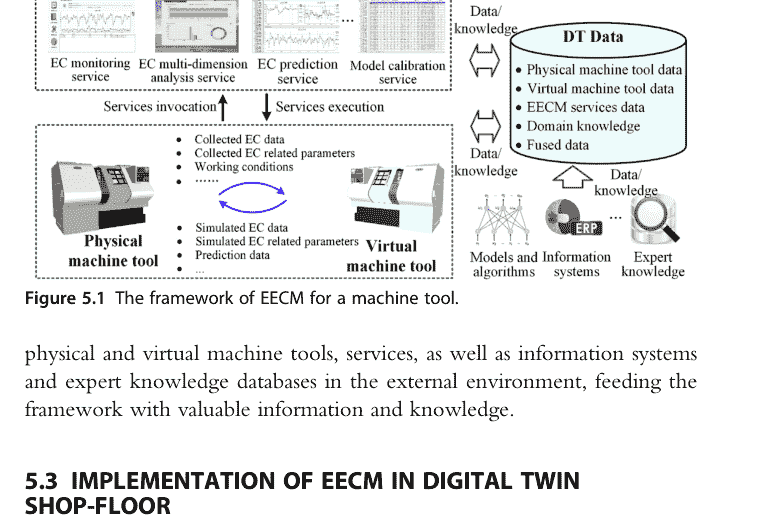 Data/
knowledge
DT Data
EC monitoring
service
EC multi-dimension
analysis service
EC prediction
service
...
Model calibration
service
• Physical machine tool data
• Virtual machine tool data
• EECM services data
• Domain knowledge
• Fused data
Services invocation
Services execution
Data/
knowledge
• Collected EC data
• Collected EC related parameters
• Working conditions
• ......
Physical
machine tool
Virtual
machine tool
• Simulated EC data
• Simulated EC related parameters
• Prediction data
• ...
Data/
knowledge
ERP
...
Models and
algorithms
Information
systems
Expert
knowledge
Figure 5.1 The framework of EECM for a machine tool.
physical and virtual machine tools, services, as well as information systems
and expert knowledge databases in the external environment, feeding the
framework with valuable information and knowledge.
5.3 IMPLEMENTATION OF EECM IN DIGITAL TWIN
SHOP-FLOOR